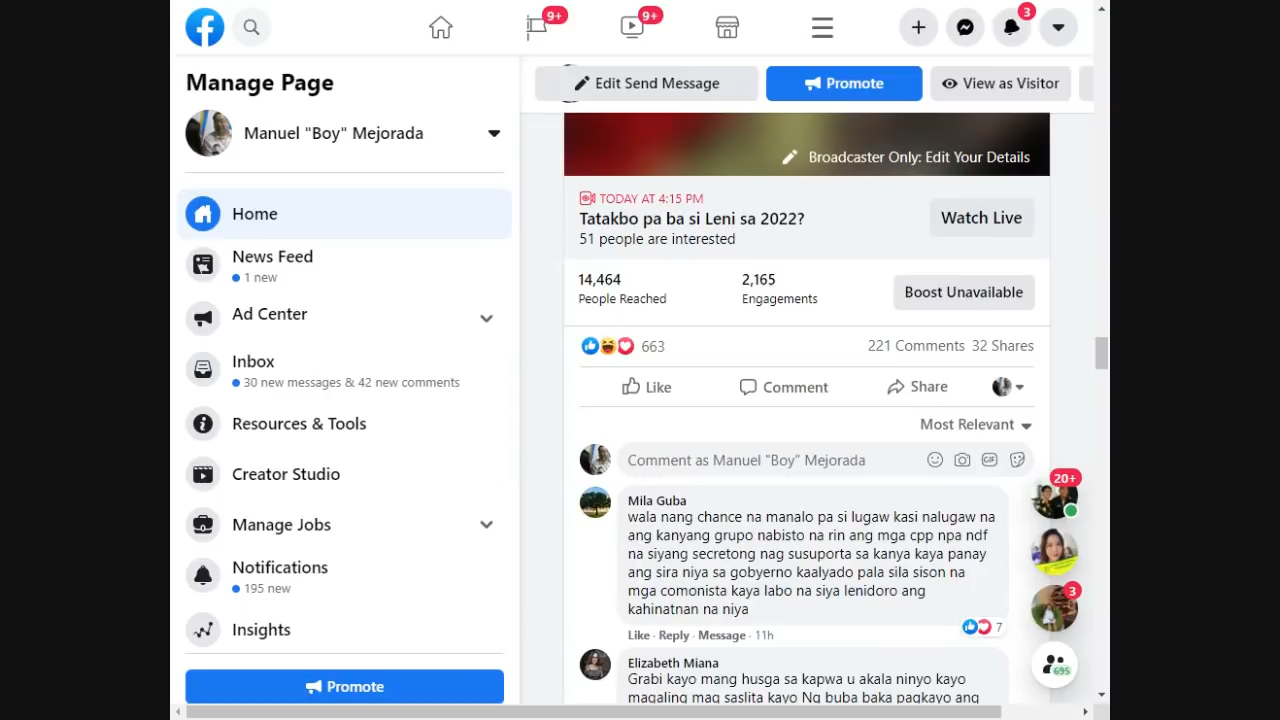 9+
9+
3
Manage Page
Edit Send Message
Promote
View as Visitor
Manuel "Boy" Mejorada
Home
News Feed
1 new
Ad Center
Inbox
30 new messages & 42 new comments
Resources & Tools
Creator Studio
Manage Jobs
Notifications
195 new
Insights
Promote
Broadcaster Only: Edit Your Details
TODAY AT 4:15 PM
Tatakbo pa ba si Leni sa 2022?
51 people are interested
Watch Live
14,464
People Reached
2,165
Engagements
Boost Unavailable
663
221 Comments 32 Shares
Like
Comment
Share
Most Relevant
Comment as Manuel "Boy" Mejorada
GIF
Mila Guba
wala nang chance na manalo pa si lugaw kasi nalugaw na
ang kanyang grupo nabisto na rin ang mga cpp npa ndf
na siyang secretong nag susuporta sa kanya kaya panay
ang sira niya sa gobyerno kaalyado pala sila sison na
mga comonista kaya labo na siya lenidoro ang
kahinatnan na niya
7
Like · Reply · Message · 11h
Elizabeth Miana
Grabi kayo mang husga sa kapwa u akala ninyo kayo
magaling mag saslita kayo Ng buba baka pagkayo ang
20+
3
695